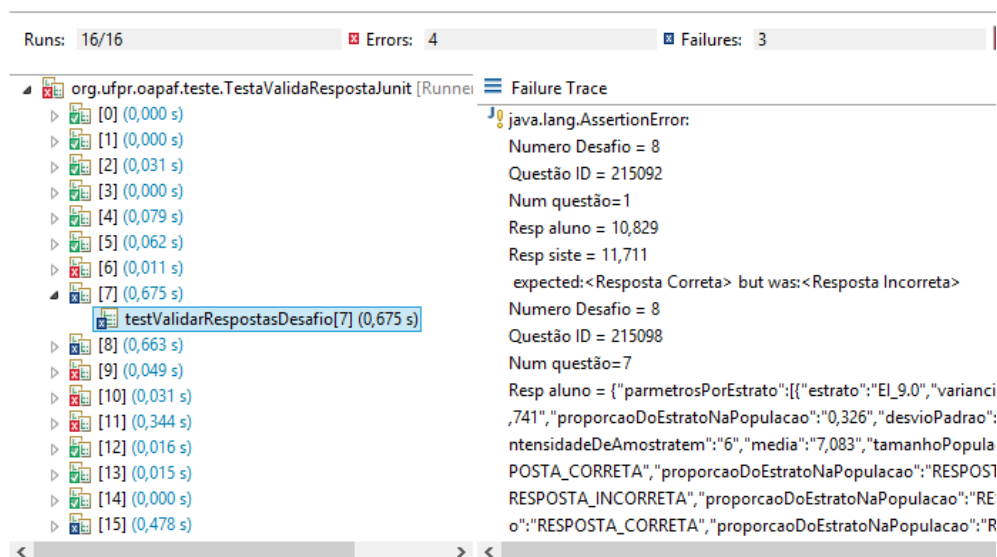 Runs: 16/16 Errors: 4 Failures: 3
org.ufpr.oapaf.teste.TestaValidaRespostaJunit [Runner
[0] (0,000 s)
[1] (0,000 s)
[2] (0,031 s)
[3] (0,000 s)
[4] (0,079 s)
[5] (0,062 s)
[6] (0,011 s)
[7] (0,675 s)
testValidarRespostasDesafio[7] (0,675 s)
[8] (0,663 s)
[9] (0,049 s)
[10] (0,031 s)
[11] (0,344 s)
[12] (0,016 s)
[13] (0,015 s)
[14] (0,000 s)
[15] (0,478 s)
Failure Trace
java.lang.AssertionError:
Numero Desafio = 8
Questão ID = 215092
Num questão=1
Resp aluno = 10,829
Resp siste = 11,711
expected:<Resposta Correta> but was:<Resposta Incorreta>
Numero Desafio = 8
Questão ID = 215098
Num questão=7
Resp aluno = {"parmetrosPorEstrato":[{"estrato":"EI_9.0","varianci
,741","proporcaoDoEstratoNaPopulacao":"0,326","desvioPadrao":
ntensidadeDeAmostratem":"6","media":"7,083","tamanhoPopula
POSTA_CORRETA","proporcaoDoEstratoNaPopulacao":"RESPOST
RESPOSTA_INCORRETA","proporcaoDoEstratoNaPopulacao":"RE
o":"RESPOSTA_CORRETA","proporcaoDoEstratoNaPopulacao":"R